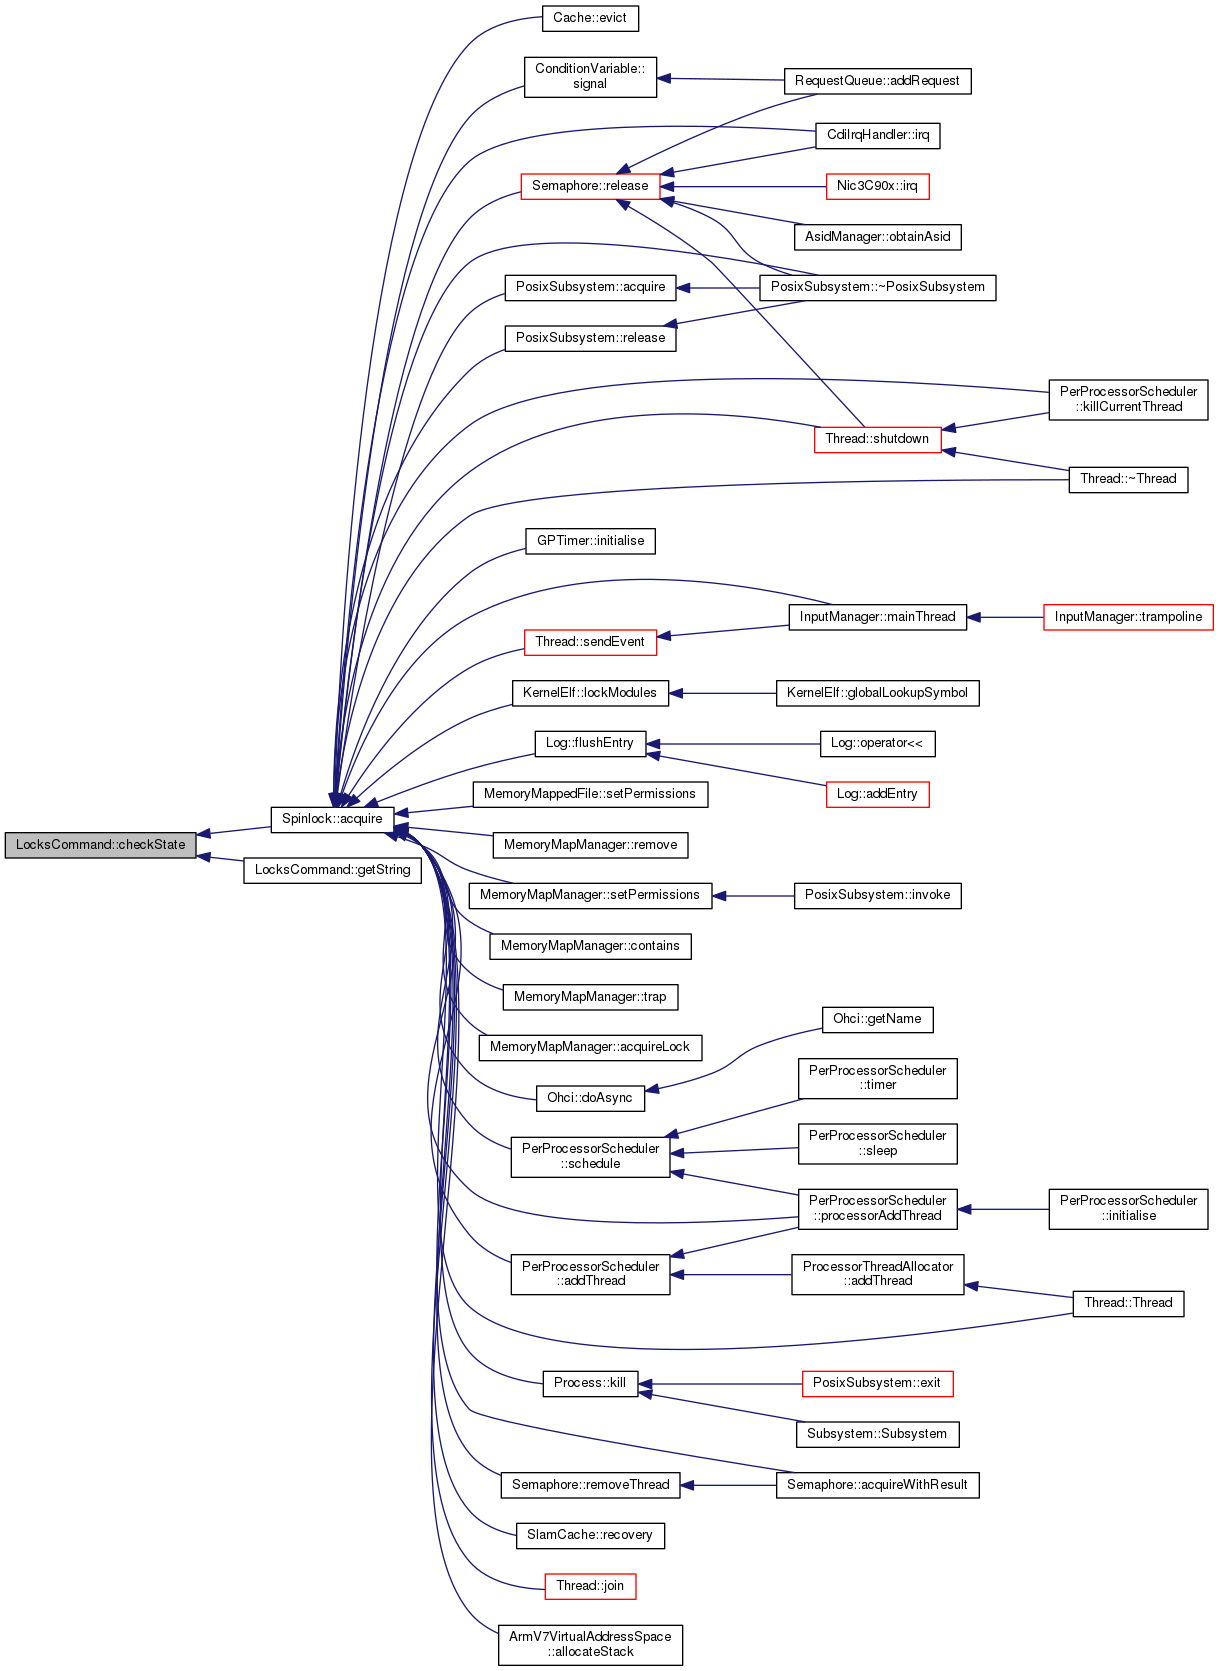 Cache::evict
ConditionVariable::
signal
RequestQueue::addRequest
CdiIrqHandler::irq
Semaphore::release
Nic3C90x::irq
AsidManager::obtainAsid
PosixSubsystem::acquire
PosixSubsystem::~PosixSubsystem
PosixSubsystem::release
PerProcessorScheduler
::killCurrentThread
Thread::shutdown
Thread::~Thread
GPTimer::initialise
InputManager::mainThread
InputManager::trampoline
Thread::sendEvent
KernelElf::lockModules
KernelElf::globalLookupSymbol
Log::flushEntry
Log::operator<<
MemoryMappedFile::setPermissions
Log::addEntry
Spinlock::acquire
LocksCommand::checkState
MemoryMapManager::remove
LocksCommand::getString
MemoryMapManager::setPermissions
PosixSubsystem::invoke
MemoryMapManager::contains
MemoryMapManager::trap
Ohci::getName
MemoryMapManager::acquireLock
PerProcessorScheduler
::timer
Ohci::doAsync
PerProcessorScheduler
::sleep
PerProcessorScheduler
::schedule
PerProcessorScheduler
::processorAddThread
PerProcessorScheduler
::initialise
PerProcessorScheduler
::addThread
ProcessorThreadAllocator
::addThread
Thread::Thread
Process::kill
PosixSubsystem::exit
Subsystem::Subsystem
Semaphore::removeThread
Semaphore::acquireWithResult
SlamCache::recovery
Thread::join
ArmV7VirtualAddressSpace
::allocateStack